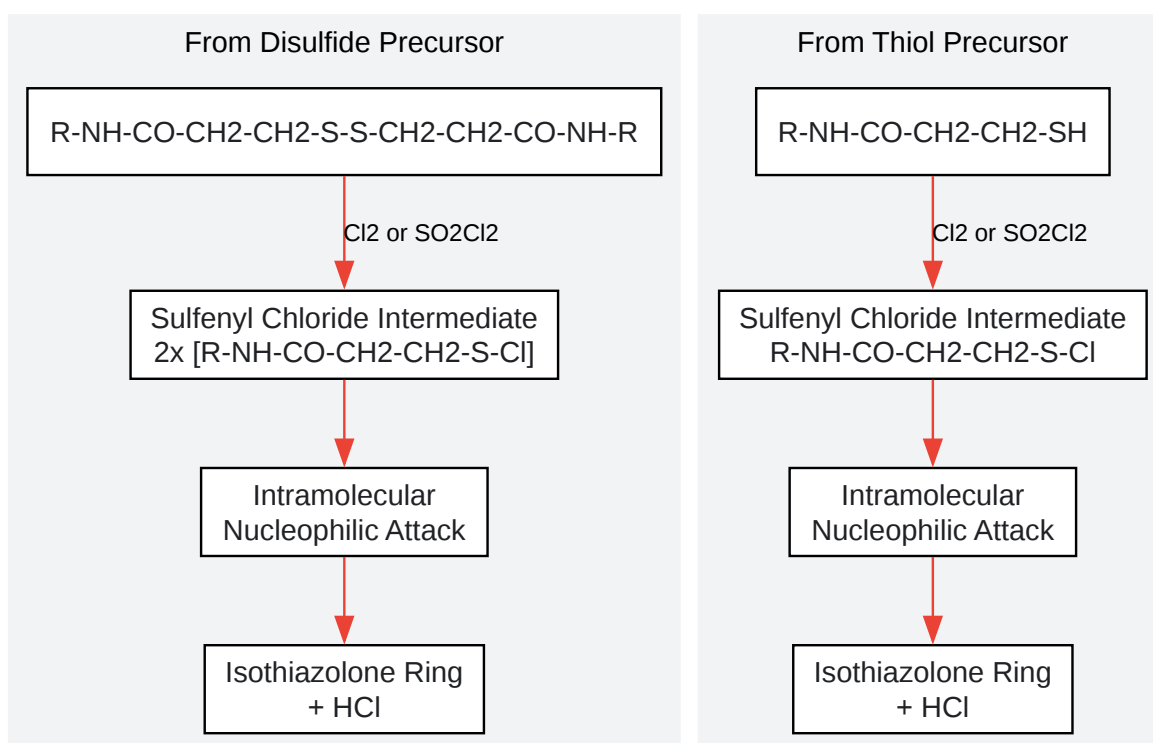 From Disulfide Precursor
R-NH-CO-CH2-CH2-S-S-CH2-CH2-CO-NH-R
Cl2 or SO2Cl2
Sulfenyl Chloride Intermediate
2x [R-NH-CO-CH2-CH2-S-Cl]
Intramolecular
Nucleophilic Attack
Isothiazolone Ring
+ HCl
From Thiol Precursor
R-NH-CO-CH2-CH2-SH
Cl2 or SO2Cl2
Sulfenyl Chloride Intermediate
R-NH-CO-CH2-CH2-S-Cl
Intramolecular
Nucleophilic Attack
Isothiazolone Ring
+ HCl